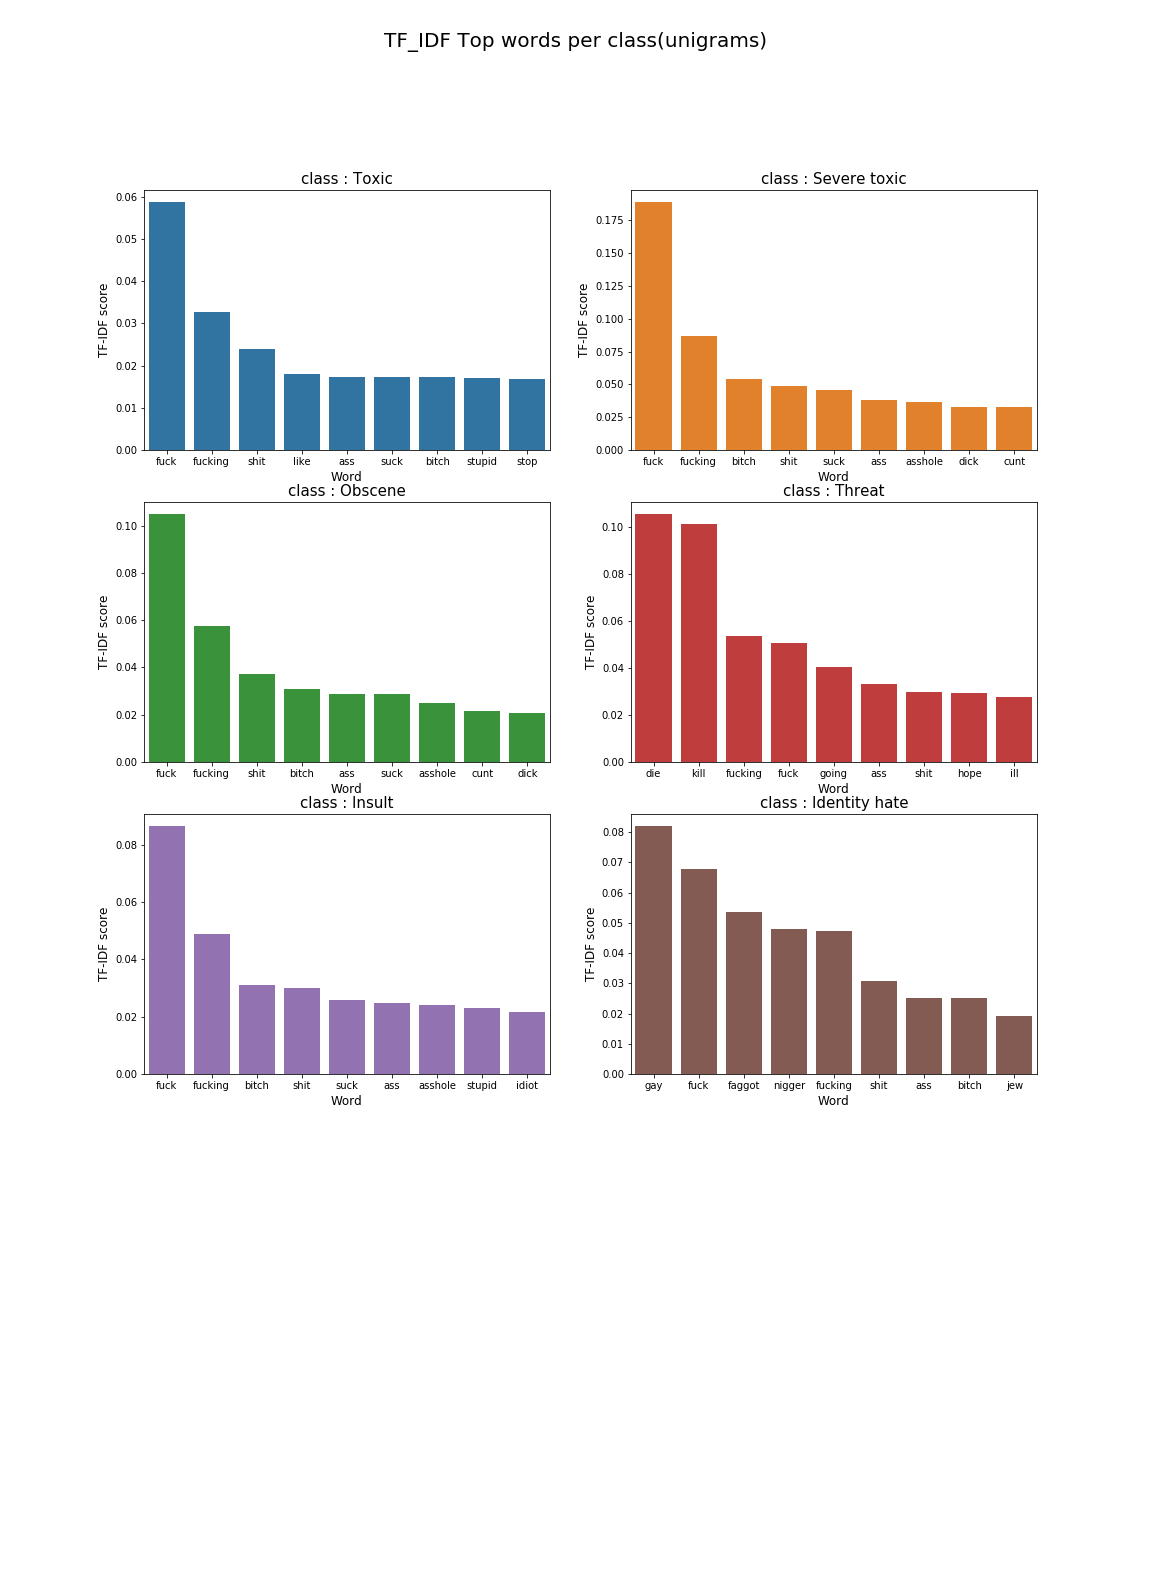 TF_IDF Top words per class(unigrams)
class : Toxic
TF-IDF score
0.06
0.05
0.04
0.03
0.02
0.01
0.00
fuck fucking shit like ass suck bitch stupid stop
Word
class : Severe toxic
TF-IDF score
0.175
0.150
0.125
0.100
0.075
0.050
0.025
0.000
fuck fucking bitch shit suck ass asshole dick cunt
Word
class : Obscene
TF-IDF score
0.10
0.08
0.06
0.04
0.02
0.00
fuck fucking shit bitch ass suck asshole cunt dick
Word
class : Threat
TF-IDF score
0.10
0.08
0.06
0.04
0.02
0.00
die kill fucking fuck going ass shit hope ill
Word
class : Insult
TF-IDF score
0.08
0.06
0.04
0.02
0.00
fuck fucking bitch shit suck ass asshole stupid idiot
Word
class : Identity hate
TF-IDF score
0.08
0.07
0.06
0.05
0.04
0.03
0.02
0.01
0.00
gay fuck faggot nigger fucking shit ass bitch jew
Word